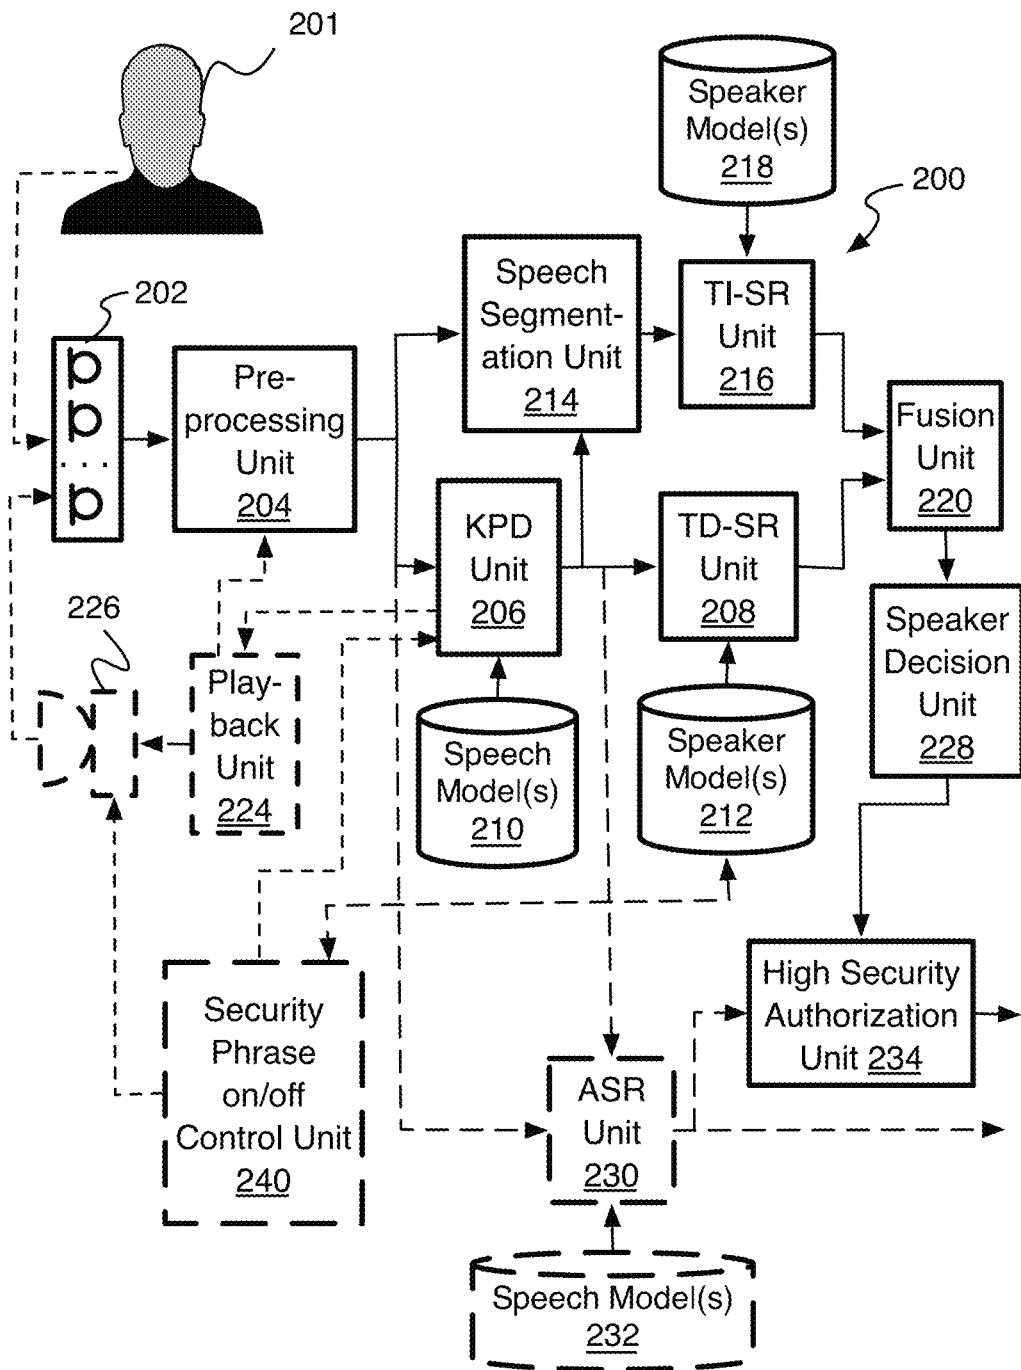 201
Speaker
Model(s)
218
200
202
Speech
Segment-
ation Unit
214
TI-SR
Unit
216
Pre-
processing
Unit
204
Fusion
Unit
220
KPD
Unit
206
TD-SR
Unit
208
226
Play-
back
Unit
224
Speech
Model(s)
210
Speaker
Model(s)
212
Speaker
Decision
Unit
228
Security
Phrase
on/off
Control Unit
240
High Security
Authorization
Unit 234
ASR
Unit
230
Speech Model(s)
232